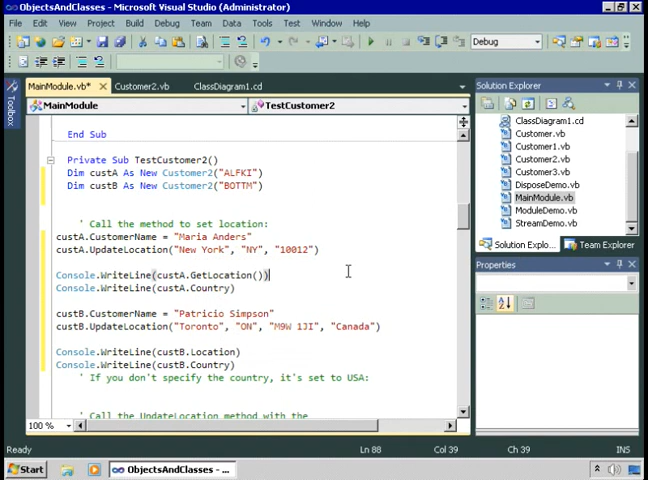 ObjectsAndClasses - Microsoft Visual Studio (Administrator)
File Edit View Project Build Debug Team Data Tools Test Window Help
Debug
MainModule.vb* Customer2.vb ClassDiagram1.cd
MainModule TestCustomer2
Toolbox
End Sub
Private Sub TestCustomer2()
Dim custA As New Customer2("ALFKI")
Dim custB As New Customer2("BOTTM")
' Call the method to set location:
custA.CustomerName = "Maria Anders"
custA.UpdateLocation("New York", "NY", "10012")
Console.WriteLine(custA.GetLocation())
Console.WriteLine(custA.Country)
custB.CustomerName = "Patricio Simpson"
custB.UpdateLocation("Toronto", "ON", "M9W 1JI", "Canada")
Console.WriteLine(custB.Location)
Console.WriteLine(custB.Country)
' If you don't specify the country, it's set to USA:
' Call the UpdateLocation method with the
100 %
Solution Explorer
ClassDiagram1.cd
Customer.vb
Customer1.vb
Customer2.vb
Customer3.vb
DisposeDemo.vb
MainModule.vb
ModuleDemo.vb
StreamDemo.vb
Solution Explo... Team Explorer
Properties
Ready Ln 88 Col 39 Ch 39 INS
Start ObjectsAndClasses - ...